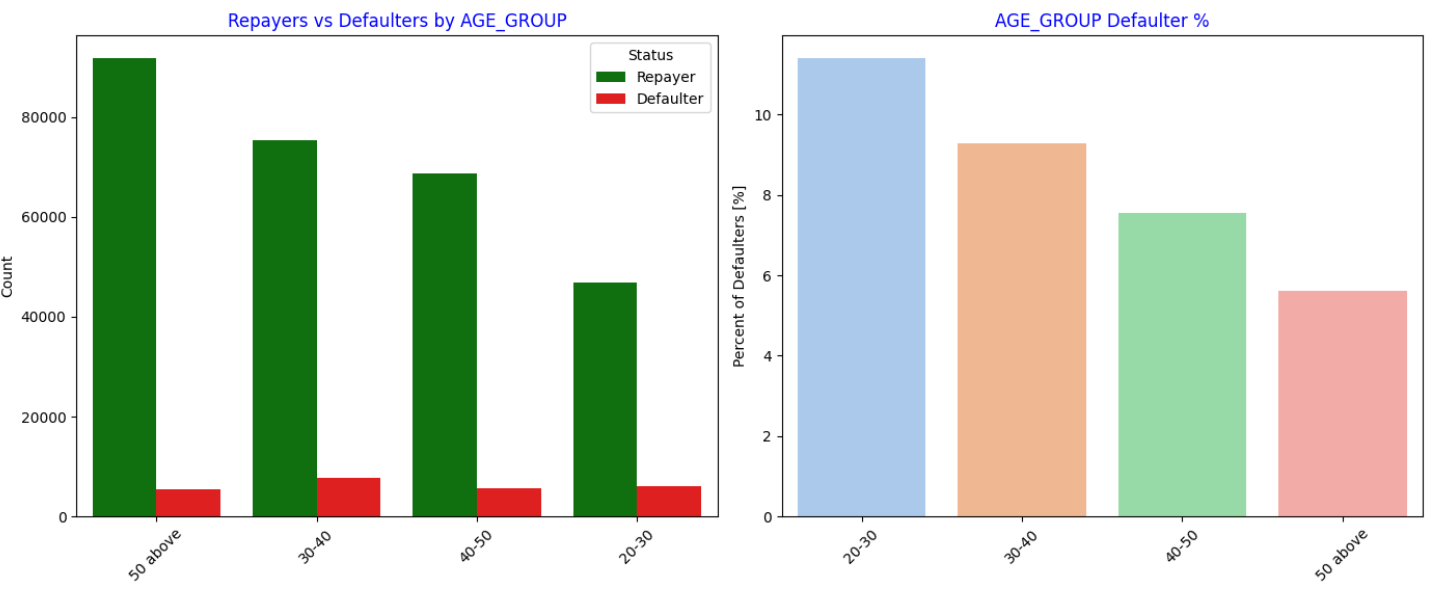 Repayers vs Defaulters by AGE_GROUP
Status
Repayer
Defaulter
Count
80000
60000
40000
20000
0
50 above
30-40
40-50
20-30
AGE_GROUP Defaulter %
Percent of Defaulters [%]
10
8
6
4
2
0
20-30
30-40
40-50
50 above